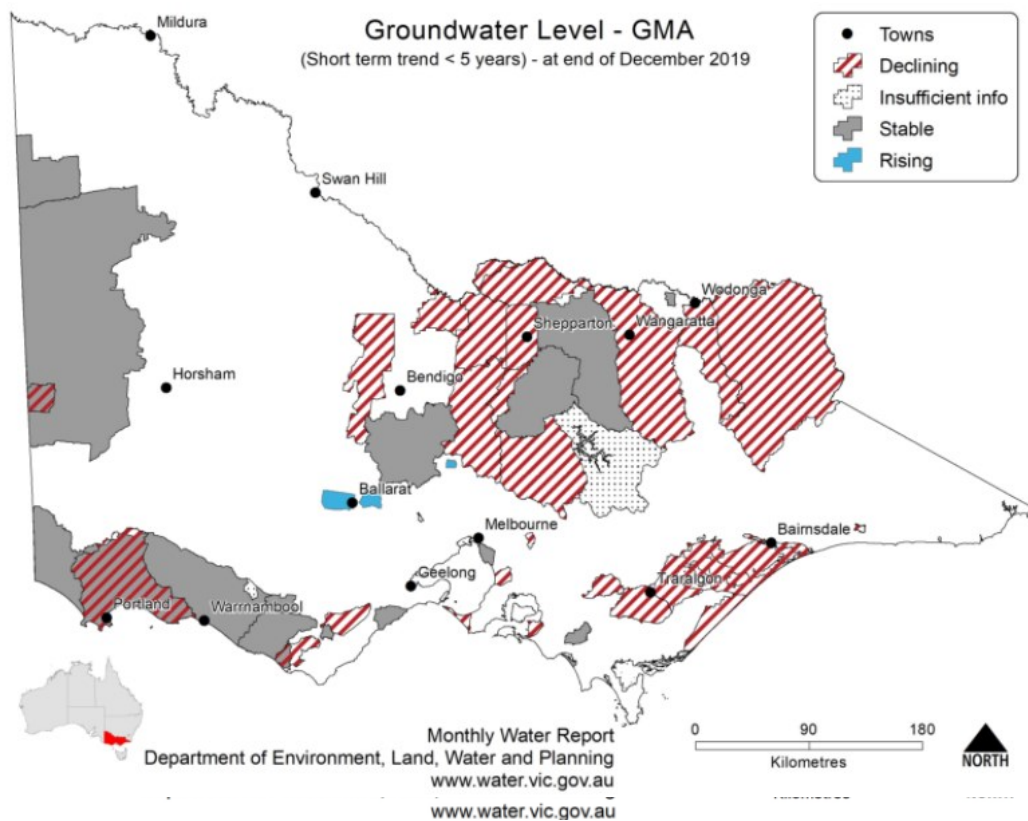 Groundwater Level - GMA
(Short term trend < 5 years) - at end of December 2019
Towns
Declining
Insufficient info
Stable
Rising
Mildura
Swan Hill
Wodonga
Shepparton
Wangaratta
Horsham
Bendigo
Ballarat
Melbourne
Bairnsdale
Geelong
Traralgon
Portland
Warrnambool
Monthly Water Report
Department of Environment, Land, Water and Planning
www.water.vic.gov.au
0 90 180
Kilometres
NORTH
www.water.vic.gov.au